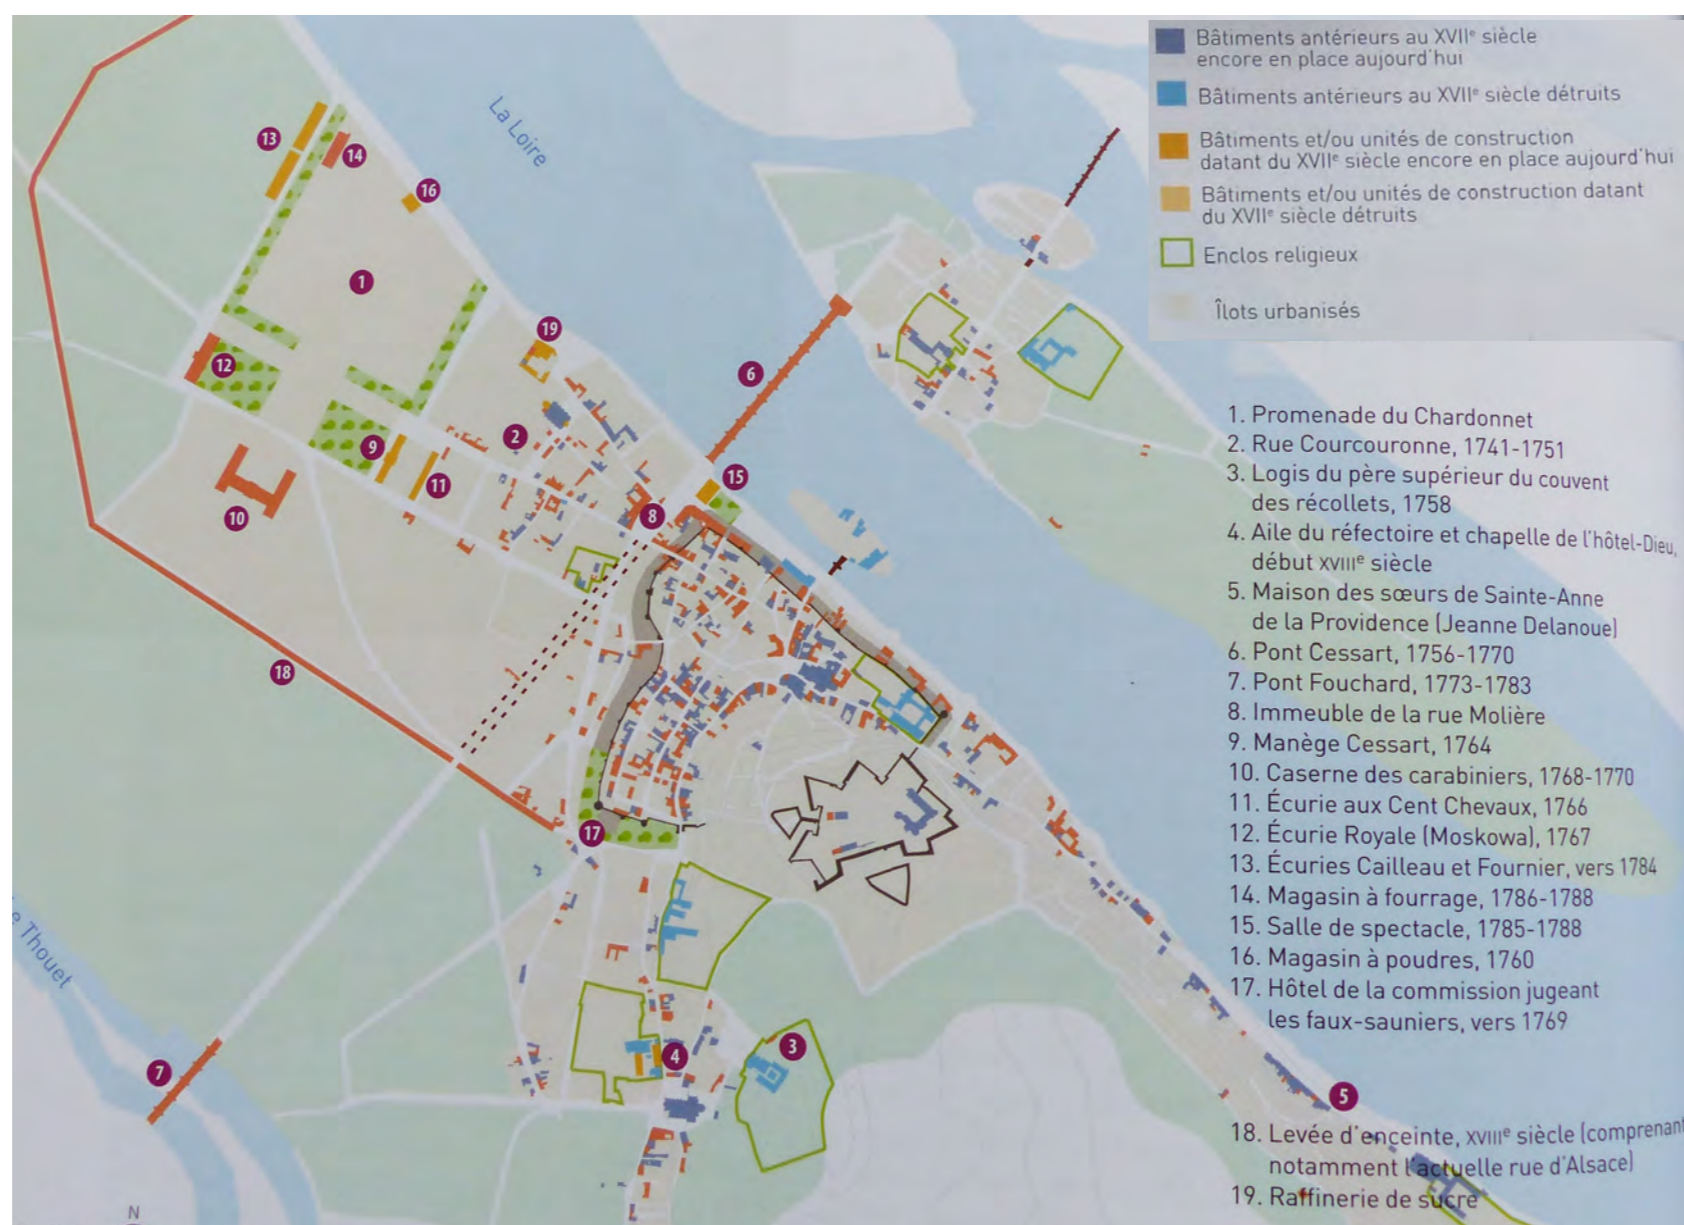 Bâtiments antérieurs au XVIIᵉ siècle
encore en place aujourd'hui
Bâtiments antérieurs au XVIIᵉ siècle détruits
Bâtiments et/ou unités de construction
datant du XVIIᵉ siècle encore en place aujourd'hui
Bâtiments et/ou unités de construction datant
du XVIIᵉ siècle détruits
Enclos religieux
Îlots urbanisés
La Loire
13
14
16
1
19
12
6
2
9
11
15
10
8
18
17
7
4
3
5
e Thouet
N
1. Promenade du Chardonnet
2. Rue Courcouronne, 1741-1751
3. Logis du père supérieur du couvent
des récollets, 1758
4. Aile du réfectoire et chapelle de l'hôtel-Dieu,
début XVIIIᵉ siècle
5. Maison des sœurs de Sainte-Anne
de la Providence (Jeanne Delanoue)
6. Pont Cessart, 1756-1770
7. Pont Fouchard, 1773-1783
8. Immeuble de la rue Molière
9. Manège Cessart, 1764
10. Caserne des carabiniers, 1768-1770
11. Écurie aux Cent Chevaux, 1766
12. Écurie Royale (Moskowa), 1767
13. Écuries Cailleau et Fournier, vers 1784
14. Magasin à fourrage, 1786-1788
15. Salle de spectacle, 1785-1788
16. Magasin à poudres, 1760
17. Hôtel de la commission jugeant
les faux-sauniers, vers 1769
18. Levée d'enceinte, XVIIIᵉ siècle (comprenant
notamment l'actuelle rue d'Alsace)
19. Raffinerie de sucre